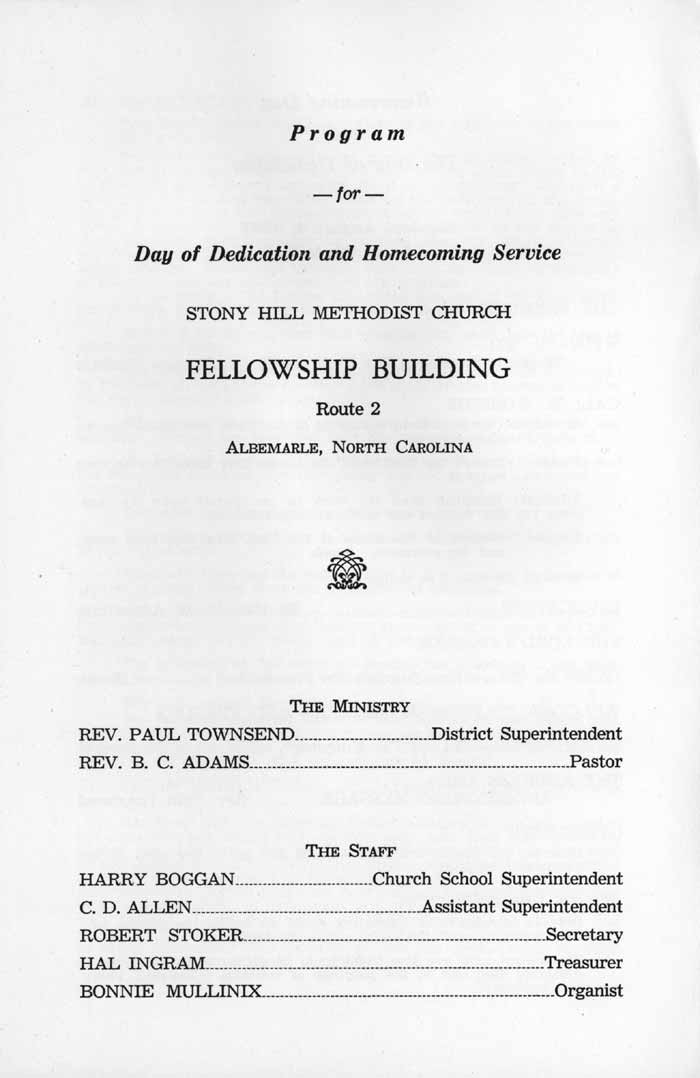 Program
— for —
Day of Dedication and Homecoming Service
STONY HILL METHODIST CHURCH
FELLOWSHIP BUILDING
Route 2
ALBEMARLE, NORTH CAROLINA
THE MINISTRY
REV. PAUL TOWNSEND........................District Superintendent
REV. B. C. ADAMS........................Pastor
THE STAFF
HARRY BOGGAN........................Church School Superintendent
C. D. ALLEN........................Assistant Superintendent
ROBERT STOKER........................Secretary
HAL INGRAM........................Treasurer
BONNIE MULLINIX........................Organist